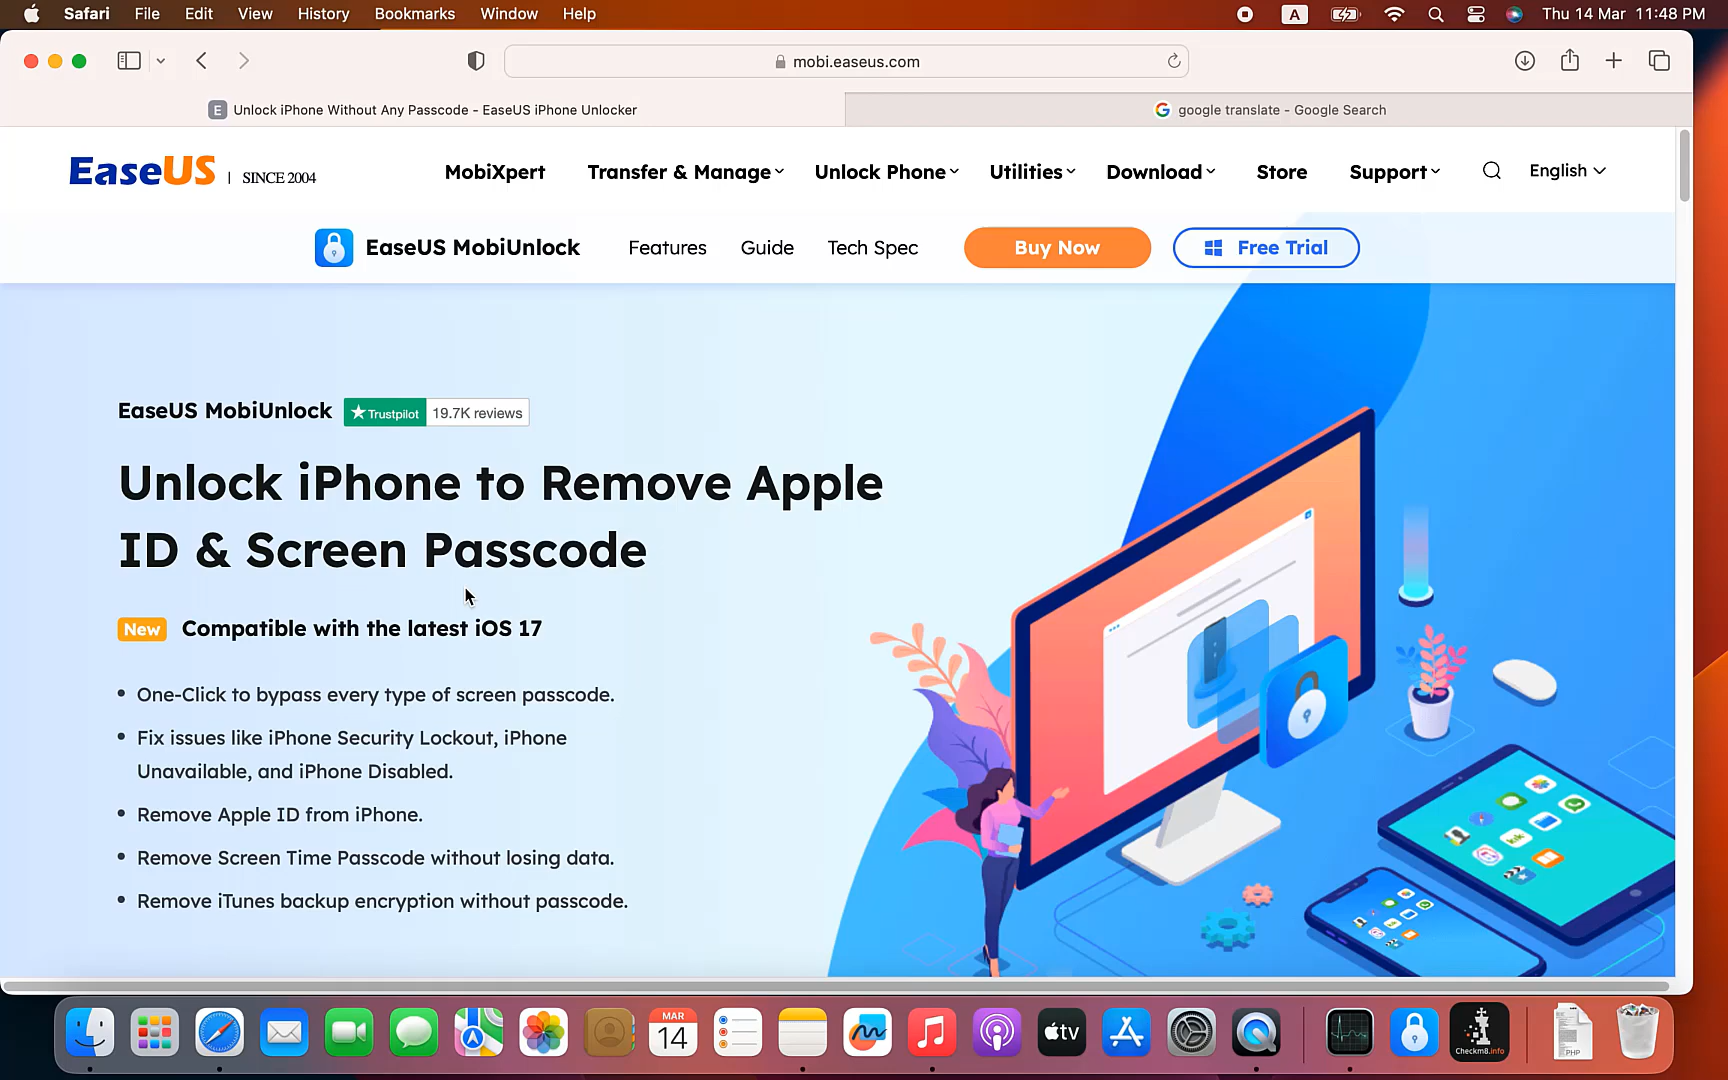 Safari File Edit View History Bookmarks Window Help A Thu 14 Mar 11:48 PM
mobi.easeus.com
E Unlock iPhone Without Any Passcode - EaseUS iPhone Unlocker
google translate - Google Search
EaseUS | SINCE 2004
MobiXpert Transfer & Manage Unlock Phone Utilities Download Store Support English
EaseUS MobiUnlock Features Guide Tech Spec Buy Now Free Trial
EaseUS MobiUnlock Trustpilot 19.7K reviews
Unlock iPhone to Remove Apple
ID & Screen Passcode
New Compatible with the latest iOS 17
• One-Click to bypass every type of screen passcode.
• Fix issues like iPhone Security Lockout, iPhone
Unavailable, and iPhone Disabled.
• Remove Apple ID from iPhone.
• Remove Screen Time Passcode without losing data.
• Remove iTunes backup encryption without passcode.
MAR
14
tv
Checkm8.info
PHP